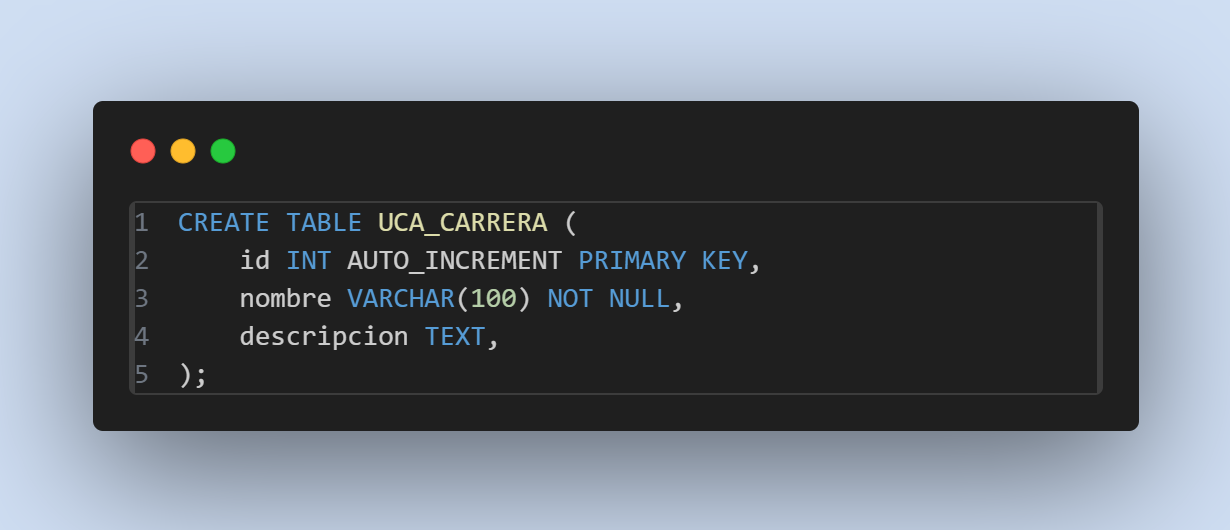 1 CREATE TABLE UCA_CARRERA (
2 id INT AUTO_INCREMENT PRIMARY KEY,
3 nombre VARCHAR(100) NOT NULL,
4 descripcion TEXT,
5 );